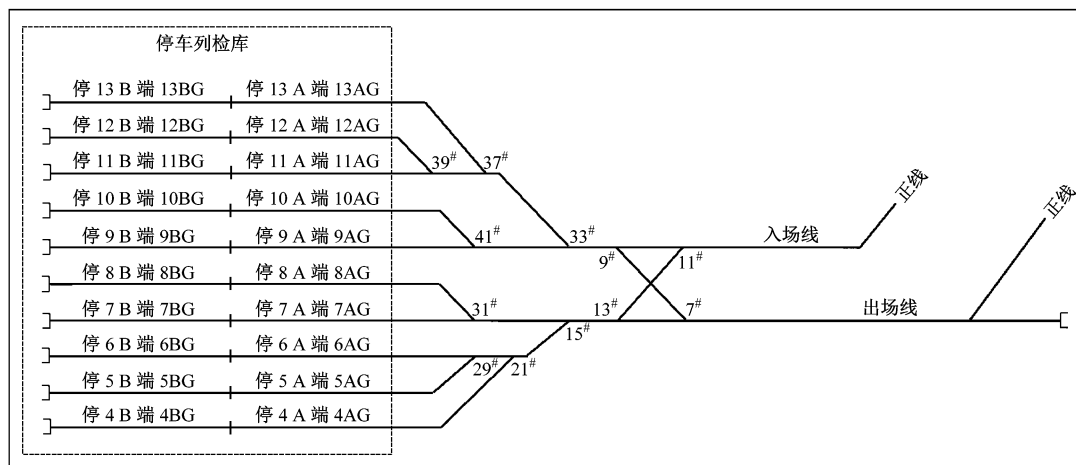 停车列检库
停 13 B 端 13BG 停 13 A 端 13AG
停 12 B 端 12BG 停 12 A 端 12AG
停 11 B 端 11BG 停 11 A 端 11AG
39# 37#
正线
停 10 B 端 10BG 停 10 A 端 10AG
正线
停 9 B 端 9BG 停 9 A 端 9AG
41# 33# 入场线
9# 11#
停 8 B 端 8BG 停 8 A 端 8AG
停 7 B 端 7BG 停 7 A 端 7AG
31# 13# 7# 出场线
15#
停 6 B 端 6BG 停 6 A 端 6AG
29# 21#
停 5 B 端 5BG 停 5 A 端 5AG
停 4 B 端 4BG 停 4 A 端 4AG